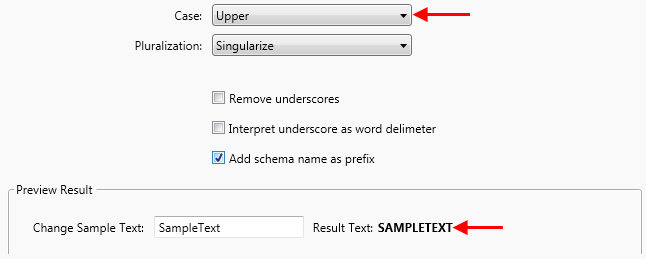 Case: Upper
Pluralization: Singularize
Remove underscores
Interpret underscore as word delimeter
Add schema name as prefix
Preview Result
Change Sample Text: SampleText Result Text: SAMPLETEXT